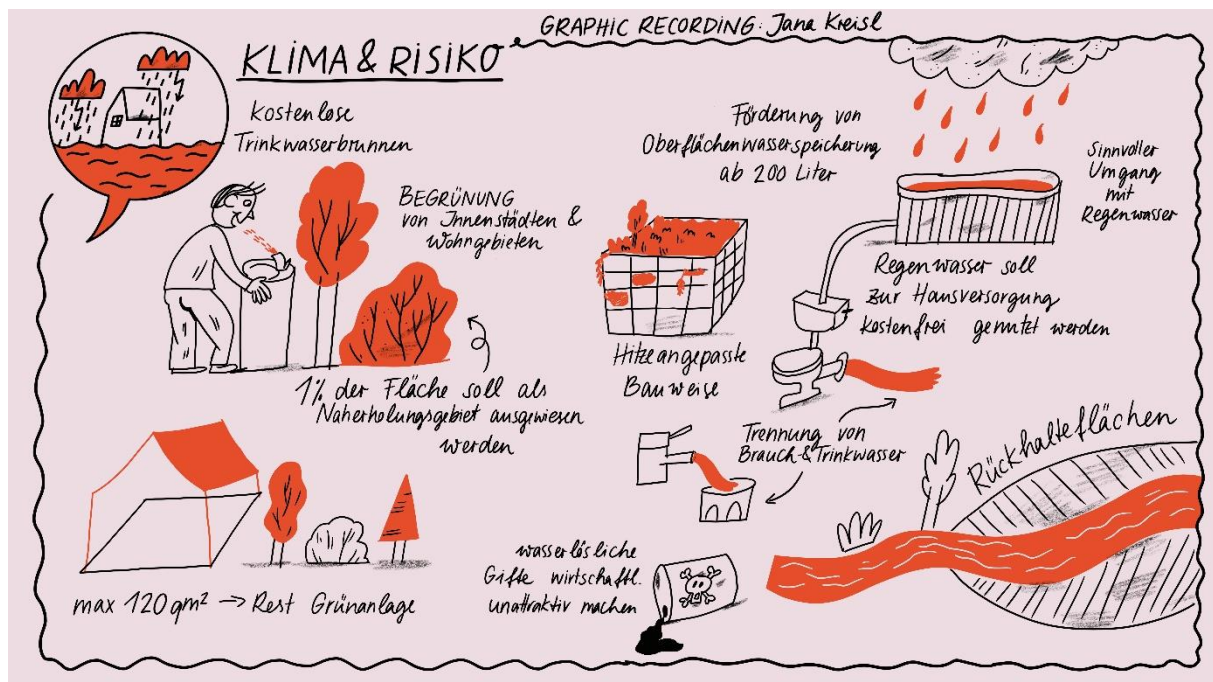 GRAPHIC RECORDING: Jana Kreisl
KLIMA & RISIKO
kostenlose
Trinkwasserbrunnen
BEGRÜNUNG
von Innenstädten &
Wohngebieten
1% der Fläche soll als
Naherholungsgebiet ausgewiesen
werden
max 120 qm² → Rest Grünanlage
Förderung von
Oberflächenwasserspeicherung
ab 200 Liter
Sinnvoller
Umgang
mit
Regenwasser
Regenwasser soll
zur Hausversorgung
kostenfrei genutzt werden
Hitzeangepasste
Bauweise
Trennung von
Brauch- & Trinkwasser
Rückhalteflächen
wasserlösliche
Gifte wirtschaftl.
unattraktiv machen